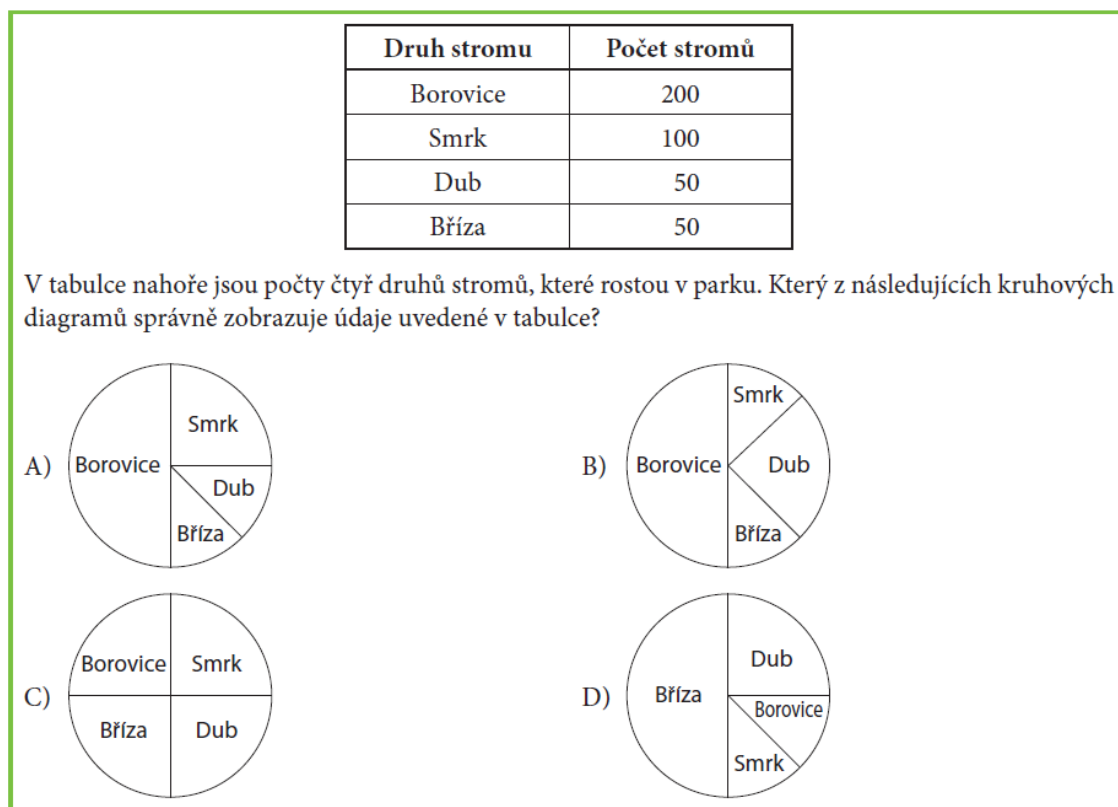 Druh stromu Počet stromů
Borovice 200
Smrk 100
Dub 50
Bříza 50
V tabulce nahoře jsou počty čtyř druhů stromů, které rostou v parku. Který z následujících kruhových
diagramů správně zobrazuje údaje uvedené v tabulce?
A)
Borovice
Smrk
Dub
Bříza
B)
Borovice
Smrk
Dub
Bříza
C)
Borovice
Smrk
Bříza
Dub
D)
Bříza
Dub
Borovice
Smrk